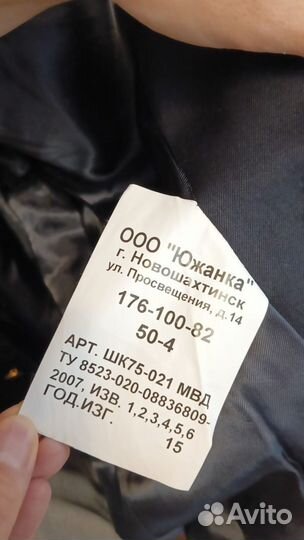 ООО "Южанка"
г. Новошахтинск
ул. Просвещения, д.14
176-100-82
50-4
АРТ. ШК75-021 МВД
ТУ 8523-020-08836809-
2007, ИЗВ. 1,2,3,4,5,6
ГОД.ИЗГ. 15
Avito